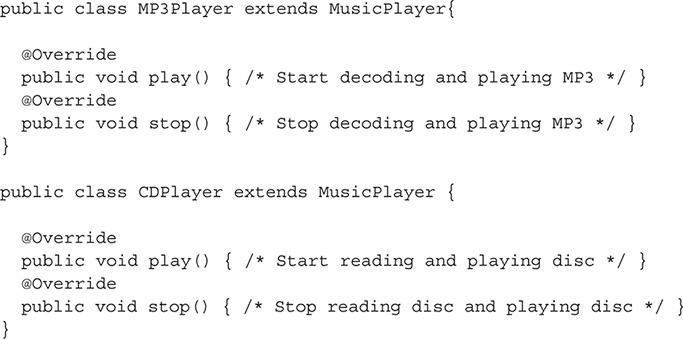 public class MP3Player extends MusicPlayer{
@Override
public void play() { /* Start decoding and playing MP3 */ }
@Override
public void stop() { /* Stop decoding and playing MP3 */ }
}
public class CDPlayer extends MusicPlayer {
@Override
public void play() { /* Start reading and playing disc */ }
@Override
public void stop() { /* Stop reading disc and playing disc */ }
}